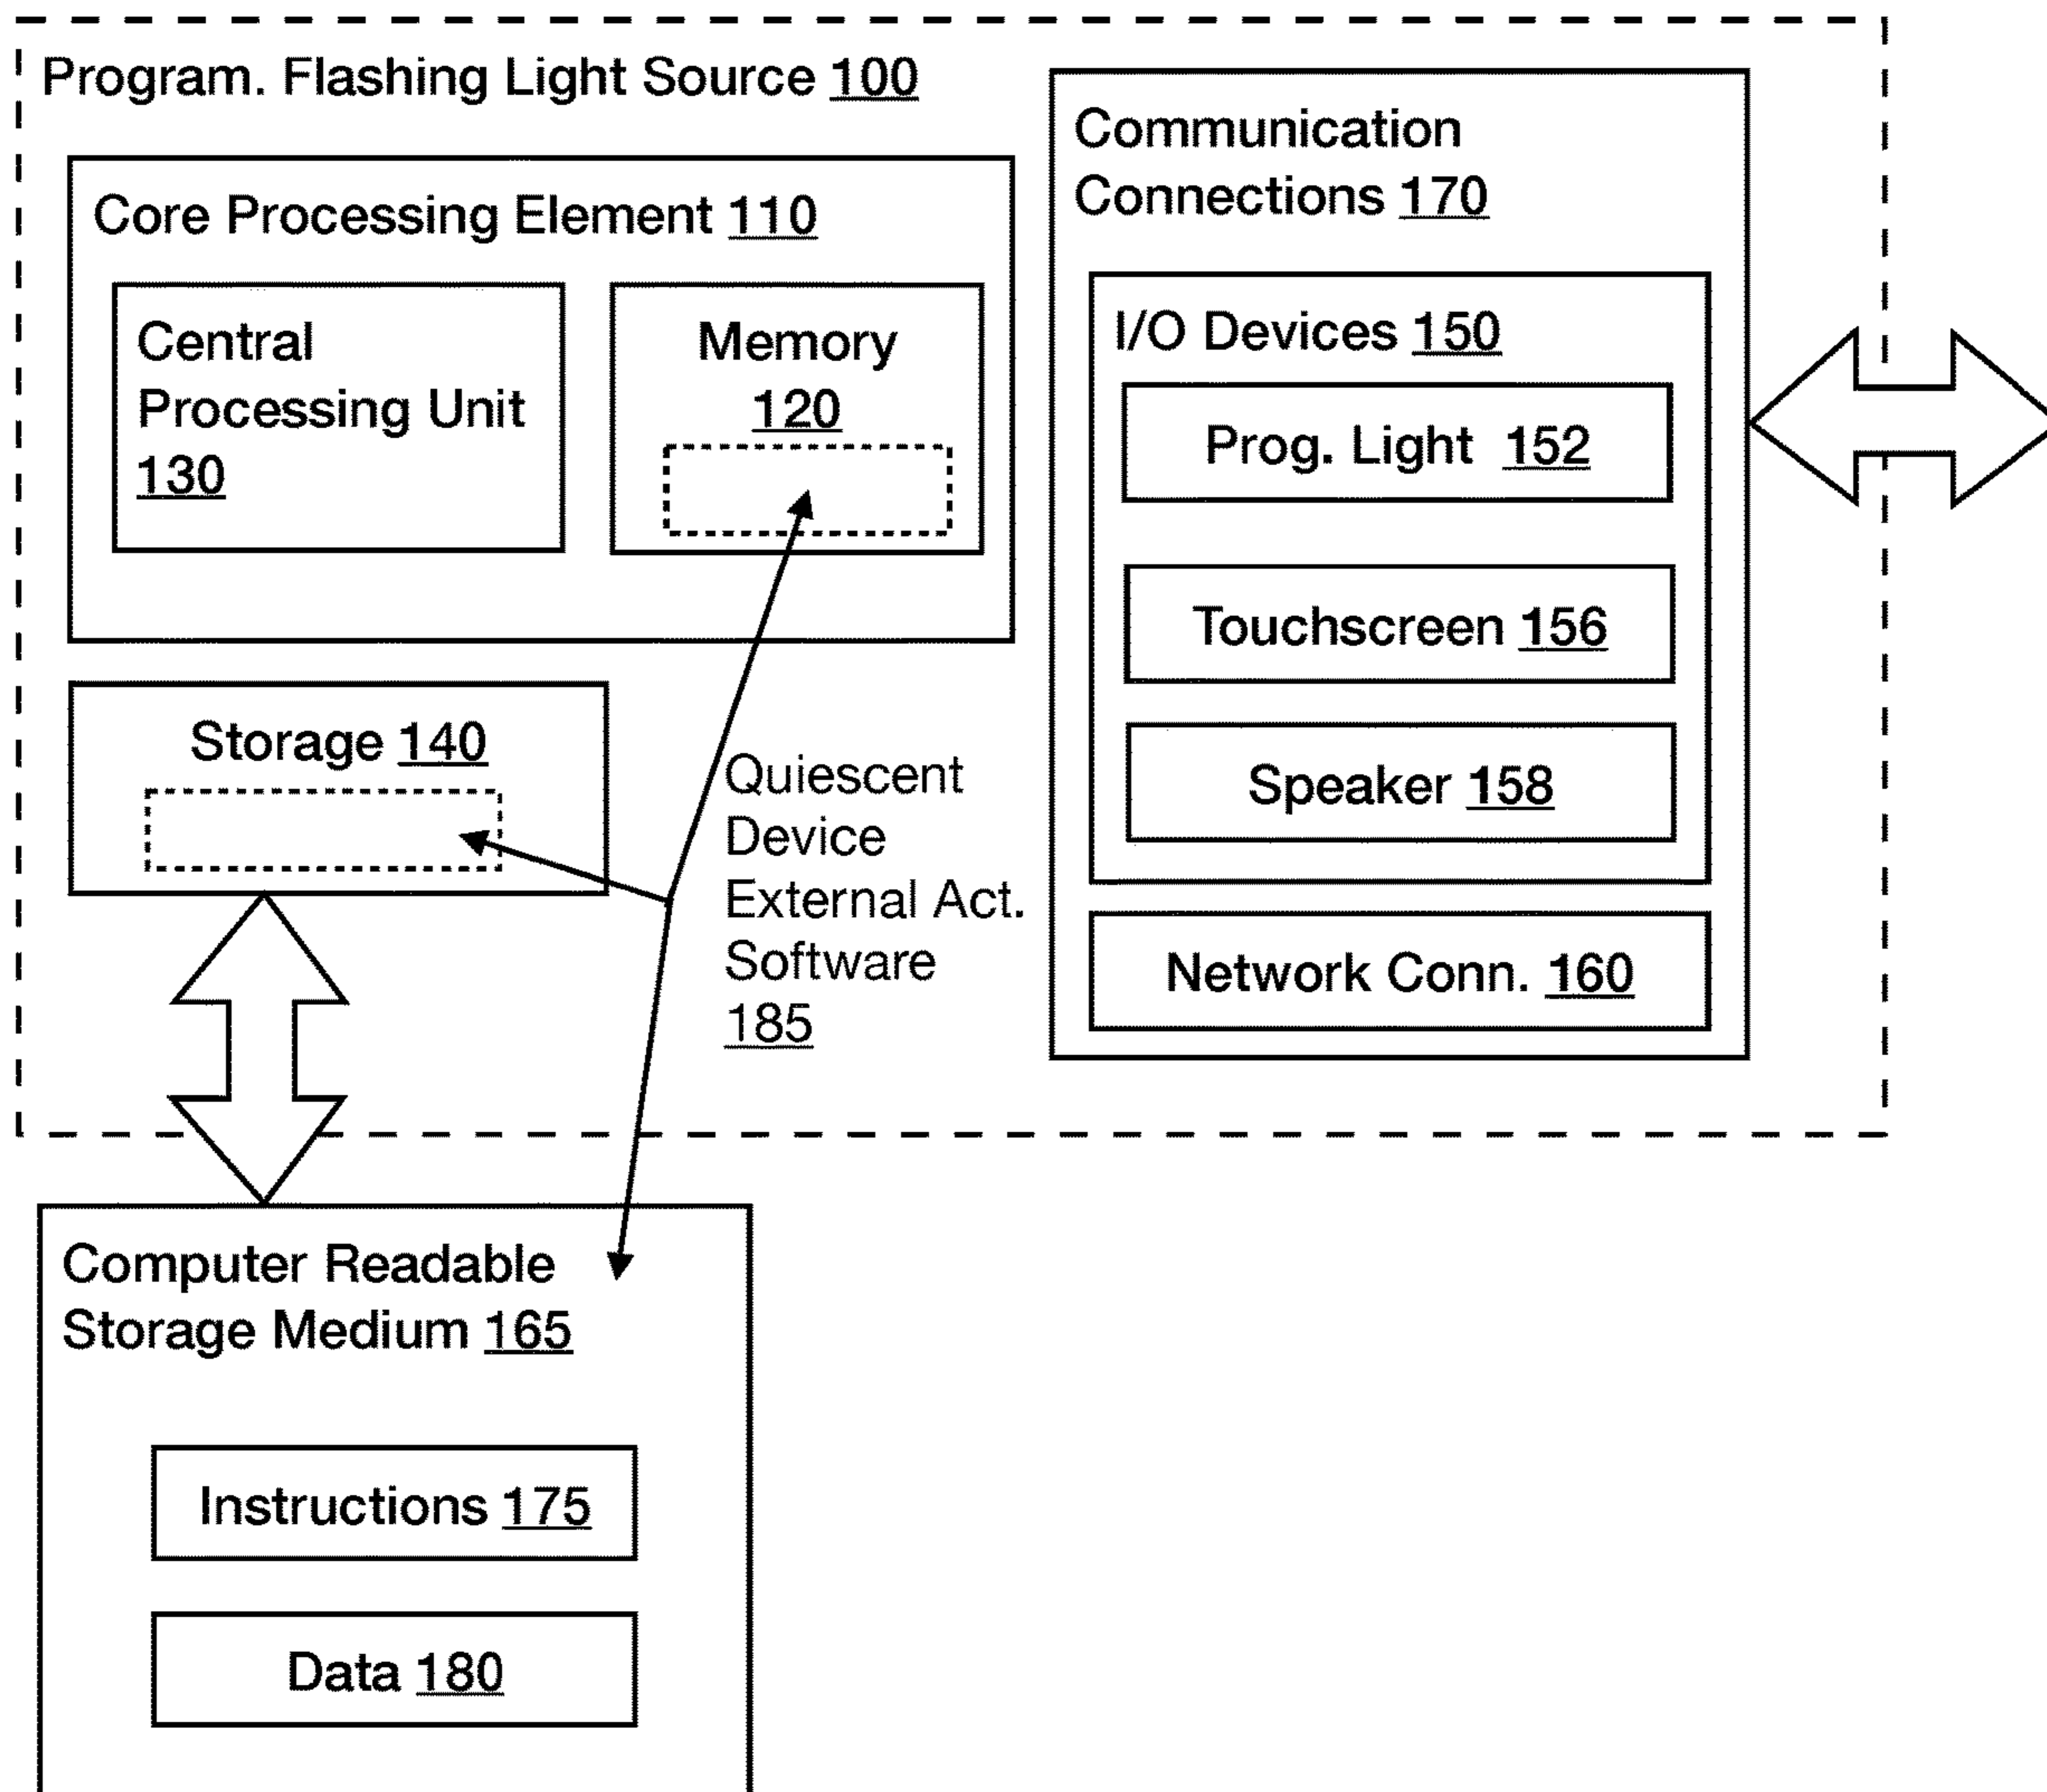 Program. Flashing Light Source 100
Core Processing Element 110
Central
Processing Unit
130
Memory
120
Storage 140
Quiescent
Device
External Act.
Software
185
Communication
Connections 170
I/O Devices 150
Prog. Light 152
Touchscreen 156
Speaker 158
Network Conn. 160
Computer Readable
Storage Medium 165
Instructions 175
Data 180